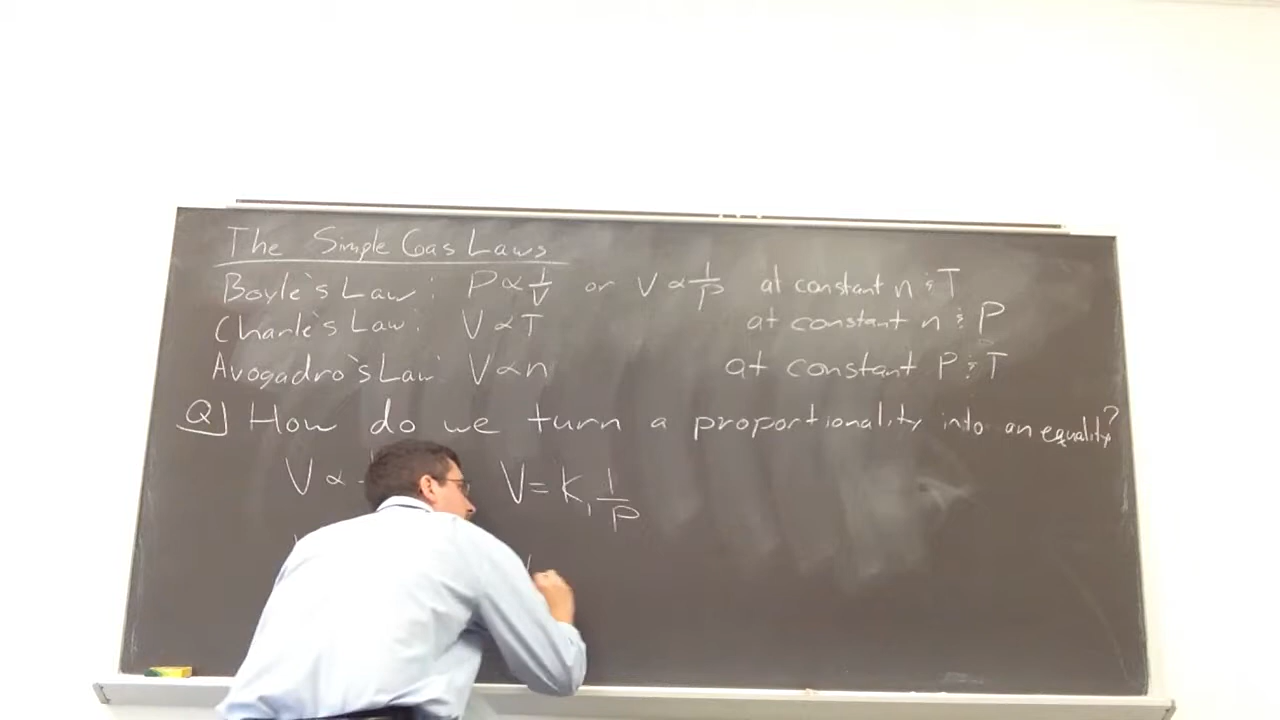 The Simple Gas Laws
Boyle's Law: P ∝ 1/V or V ∝ 1/P at constant n & T
Charle's Law: V ∝ T at constant n & P
Avogadro's Law: V ∝ n at constant P & T
Q] How do we turn a proportionality into an equality?
V ∝ V = K₁ 1/P